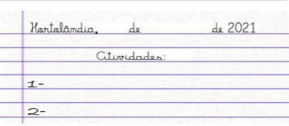 Hortolândia, de de 2021
Atividades:
1-
2-